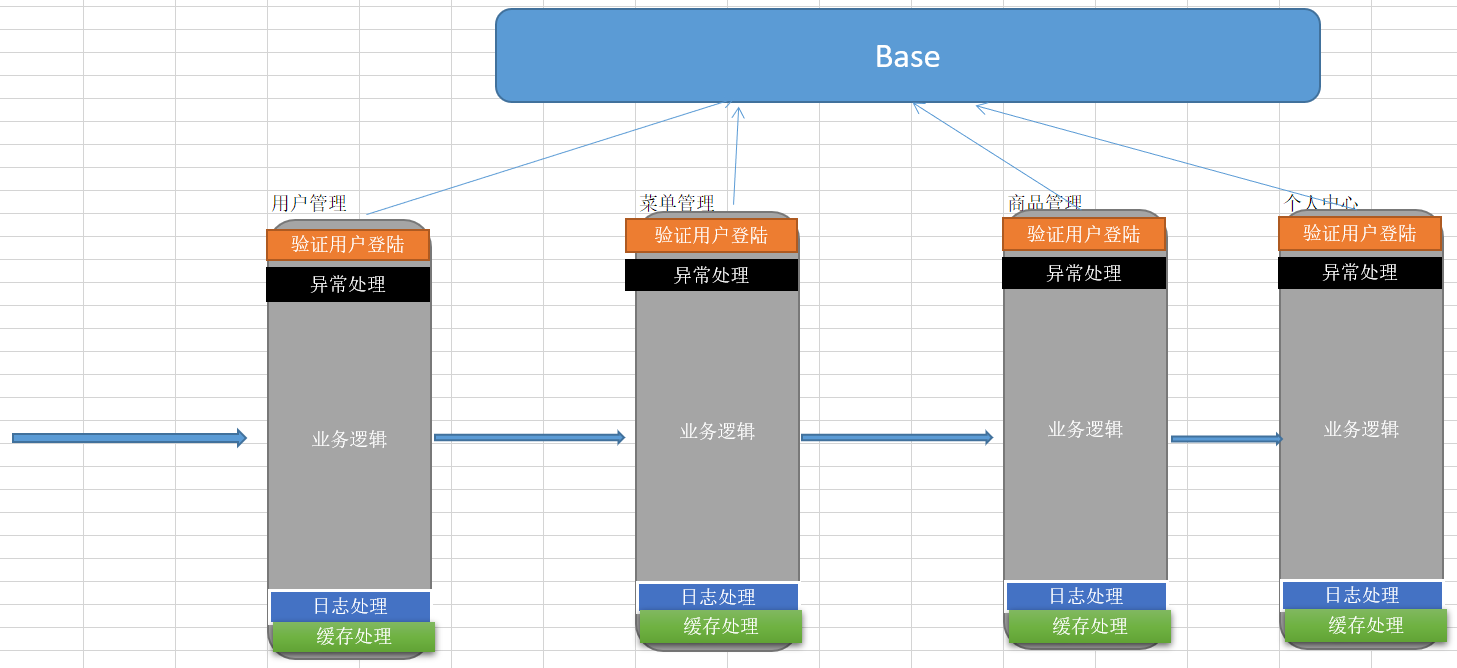 Base
用户管理
菜单管理
商品管理
个人中心
验证用户登陆
验证用户登陆
验证用户登陆
验证用户登陆
异常处理
异常处理
异常处理
异常处理
业务逻辑
业务逻辑
业务逻辑
业务逻辑
日志处理
日志处理
日志处理
日志处理
缓存处理
缓存处理
缓存处理
缓存处理